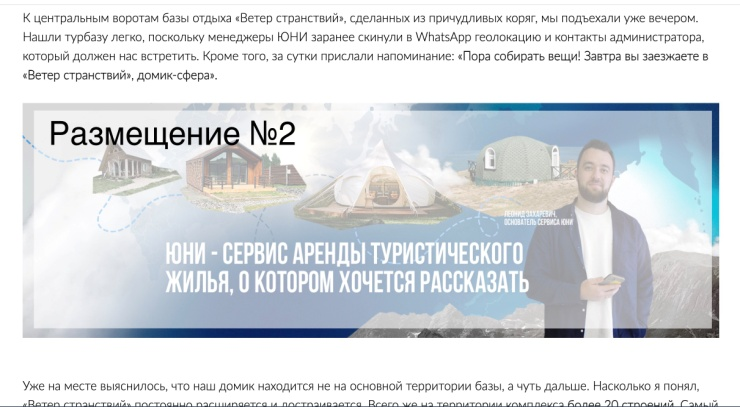 К центральным воротам базы отдыха «Ветер странствий», сделанных из причудливых коряг, мы подъехали уже вечером.
Нашли турбазу легко, поскольку менеджеры ЮНИ заранее скинули в WhatsApp геолокацию и контакты администратора,
который должен нас встретить. Кроме того, за сутки прислали напоминание: «Пора собирать вещи! Завтра вы заезжаете в
«Ветер странствий», домик-сфера».
Размещение №2
ЛЕОНИД ЗАХАРЕВИЧ,
ОСНОВАТЕЛЬ СЕРВИСА ЮНИ
ЮНИ - СЕРВИС АРЕНДЫ ТУРИСТИЧЕСКОГО
ЖИЛЬЯ, О КОТОРОМ ХОЧЕТСЯ РАССКАЗАТЬ
Уже на месте выяснилось, что наш домик находится не на основной территории базы, а чуть дальше. Насколько я понял,
«Ветер странствий» постоянно расширяется и достраивается. Всего же на территории комплекса более 20 строений. Самый